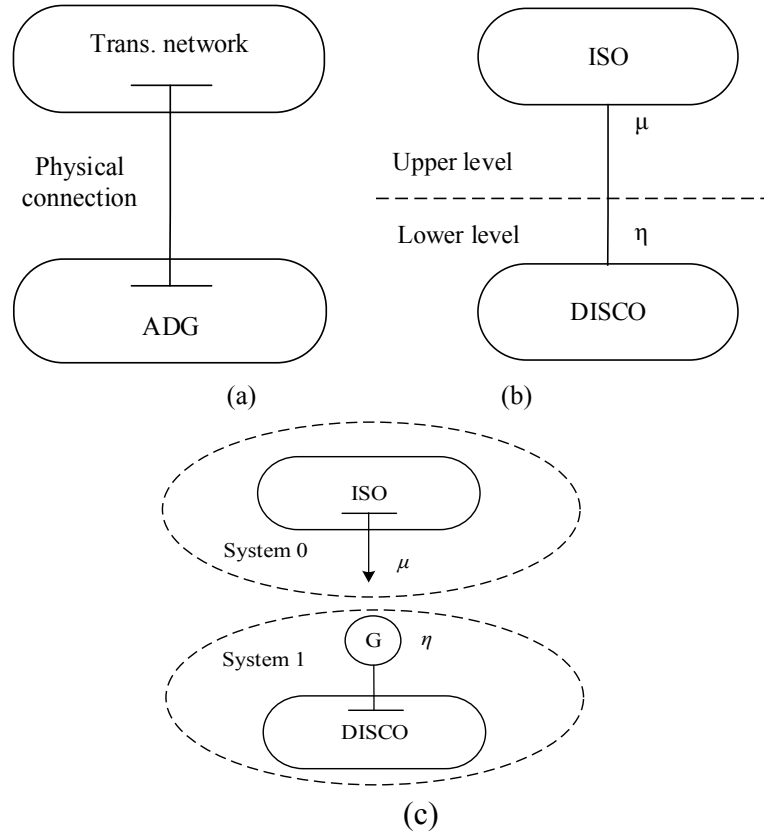 Trans. network
Physical
connection
ADG
(a)
ISO
μ
Upper level
Lower level
η
DISCO
(b)
ISO
System 0
μ
G
η
System 1
DISCO
(c)